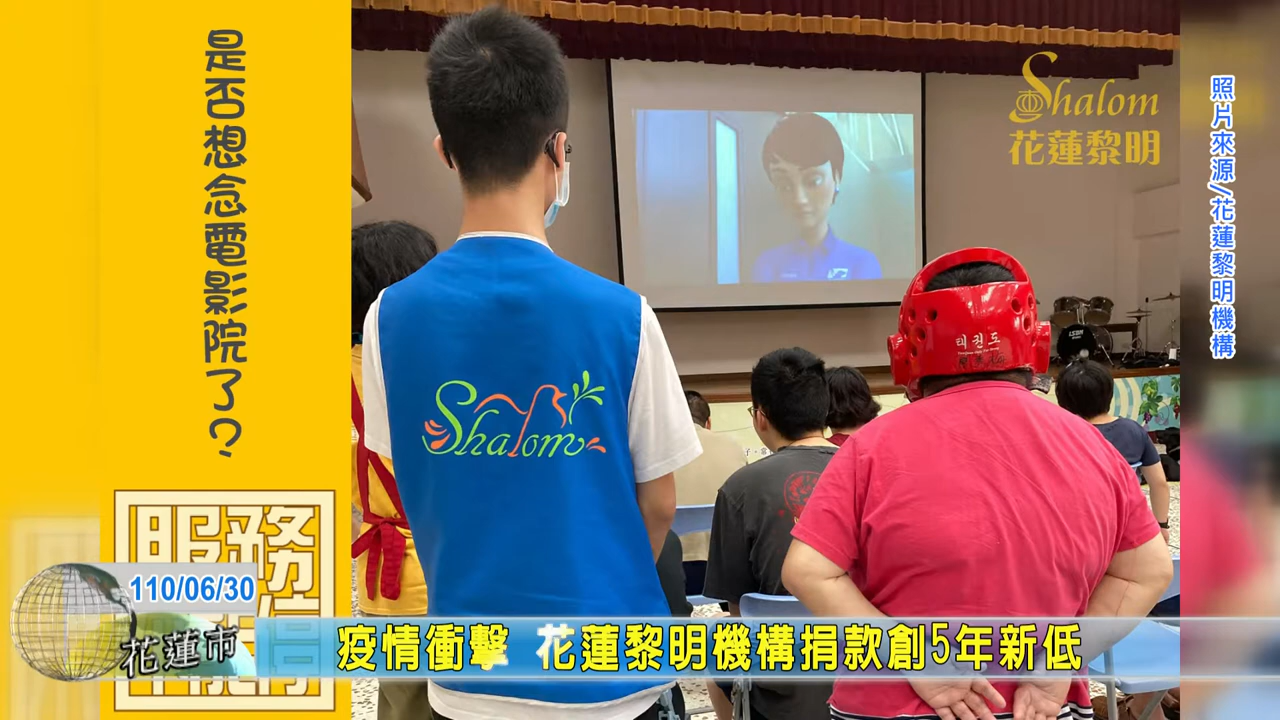 是否想念電影院了?
Shalom
花蓮黎明
照片來源/花蓮黎明機構
Shalom
태권도
服務
110/06/30
花蓮市
疫情衝擊 花蓮黎明機構捐款創5年新低